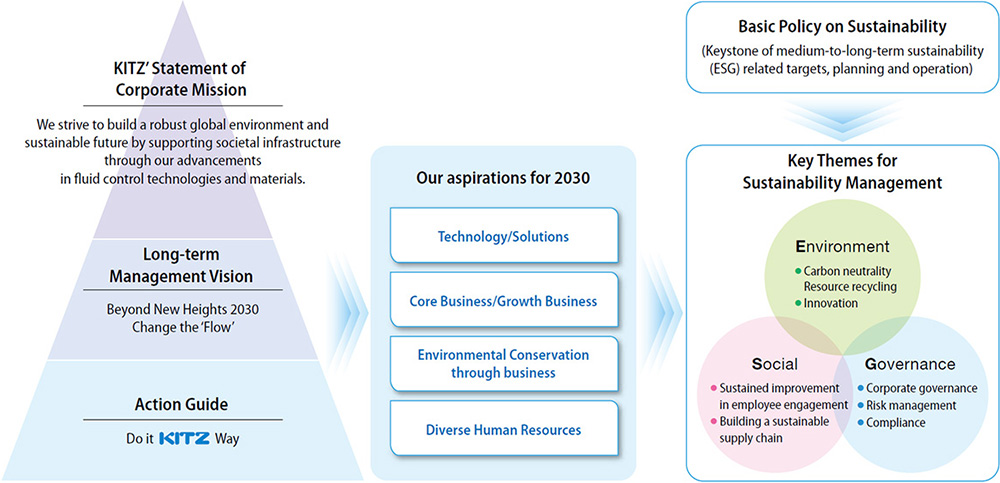 KITZ’ Statement of
Corporate Mission
We strive to build a robust global environment and
sustainable future by supporting societal infrastructure
through our advancements
in fluid control technologies and materials.
Long-term
Management Vision
Beyond New Heights 2030
Change the ‘Flow’
Action Guide
Do it KITZ Way
Our aspirations for 2030
Technology/Solutions
Core Business/Growth Business
Environmental Conservation
through business
Diverse Human Resources
Basic Policy on Sustainability
(Keystone of medium-to-long-term sustainability
(ESG) related targets, planning and operation)
Key Themes for
Sustainability Management
Environment
• Carbon neutrality
Resource recycling
• Innovation
Social
• Sustained improvement
in employee engagement
• Building a sustainable
supply chain
Governance
• Corporate governance
• Risk management
• Compliance